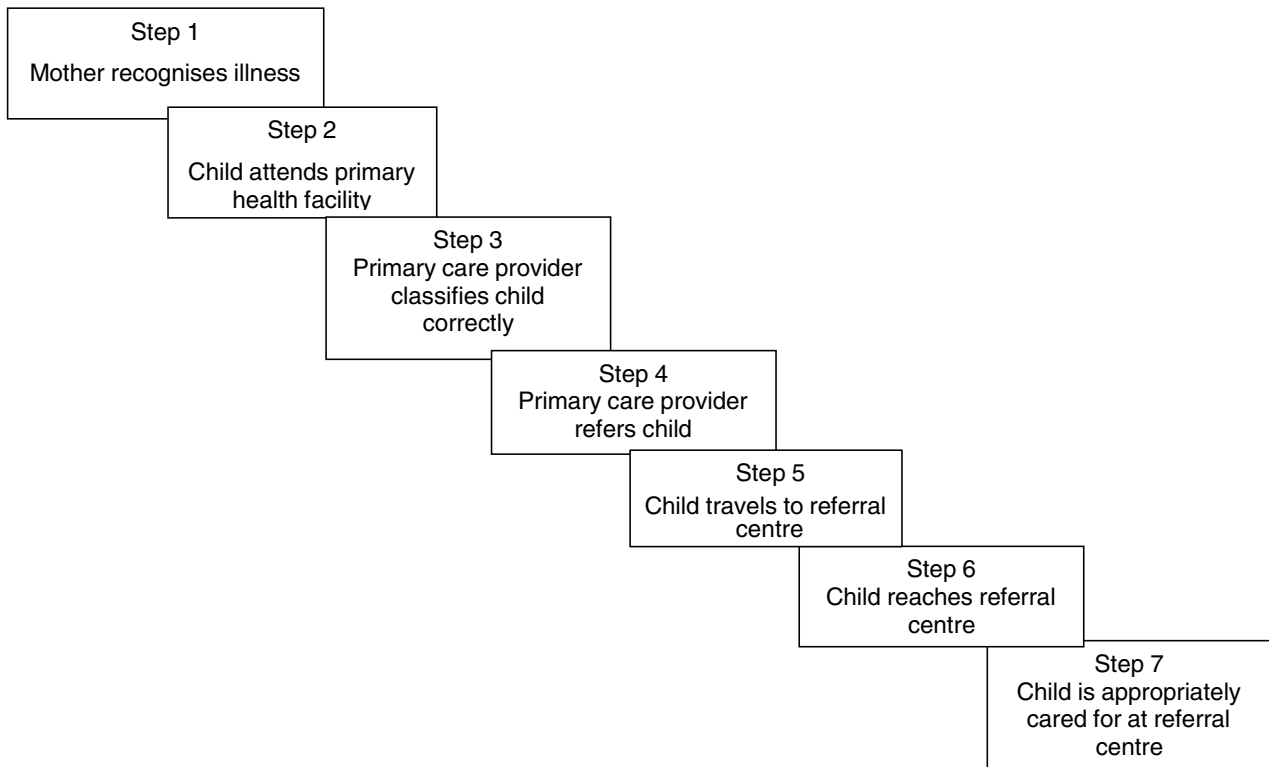 Step 1
Mother recognises illness
Step 2
Child attends primary
health facility
Step 3
Primary care provider
classifies child
correctly
Step 4
Primary care provider
refers child
Step 5
Child travels to referral
centre
Step 6
Child reaches referral
centre
Step 7
Child is appropriately
cared for at referral
centre